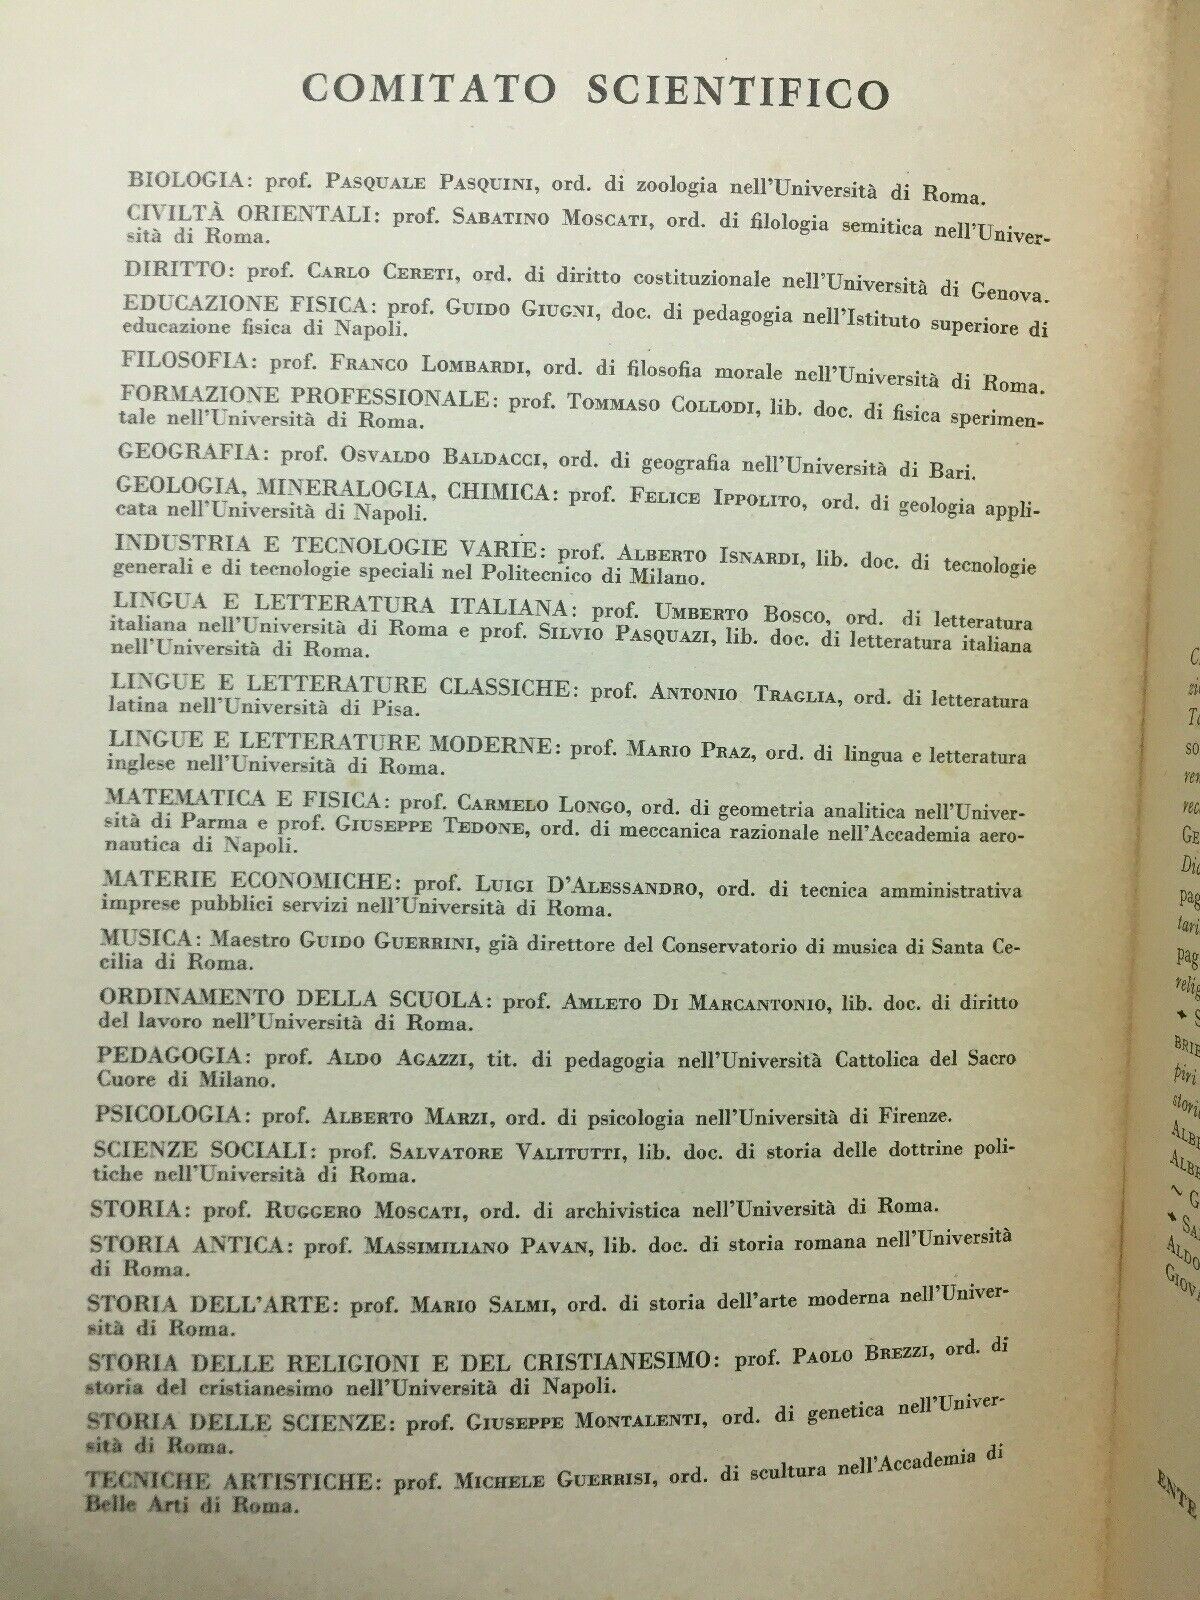 COMITATO SCIENTIFICO
BIOLOGIA: prof. PASQUALE PASQUINI, ord. di zoologia nell'Università di Roma.
CIVILTÀ ORIENTALI: prof. SABATINO MOSCATI, ord. di filologia semitica nell'Univer-
sità di Roma.
DIRITTO: prof. CARLO CERETI, ord. di diritto costituzionale nell'Università di Genova.
EDUCAZIONE FISICA: prof. GUIDO GIUGNI, doc. di pedagogia nell'Istituto superiore di
educazione fisica di Napoli.
FILOSOFIA: prof. FRANCO LOMBARDI, ord. di filosofia morale nell'Università di Roma.
FORMAZIONE PROFESSIONALE: prof. TOMMASO COLLODI, lib. doc. di fisica sperimen-
tale nell'Università di Roma.
GEOGRAFIA: prof. OSVALDO BALDACCI, ord. di geografia nell'Università di Bari.
GEOLOGIA, MINERALOGIA, CHIMICA: prof. FELICE IPPOLITO, ord. di geologia appli-
cata nell'Università di Napoli.
INDUSTRIA E TECNOLOGIE VARIE: prof. ALBERTO ISNARDI, lib. doc. di tecnologie
generali e di tecnologie speciali nel Politecnico di Milano.
LINGUA E LETTERATURA ITALIANA: prof. UMBERTO BOSCO, ord. di letteratura
italiana nell'Università di Roma e prof. SILVIO PASQUAZI, lib. doc. di letteratura italiana
nell'Università di Roma.
LINGUE E LETTERATURE CLASSICHE: prof. ANTONIO TRAGLIA, ord. di letteratura
latina nell'Università di Pisa.
LINGUE E LETTERATURE MODERNE: prof. MARIO PRAZ, ord. di lingua e letteratura
inglese nell'Università di Roma.
MATEMATICA E FISICA: prof. CARMELO LONGO, ord. di geometria analitica nell'Univer-
sità di Parma e prof. GIUSEPPE TEDONE, ord. di meccanica razionale nell'Accademia aero-
nautica di Napoli.
MATERIE ECONOMICHE: prof. LUIGI D'ALESSANDRO, ord. di tecnica amministrativa
imprese pubblici servizi nell'Università di Roma.
MUSICA: Maestro GUIDO GUERRINI, già direttore del Conservatorio di musica di Santa Ce-
cilia di Roma.
ORDINAMENTO DELLA SCUOLA: prof. AMLETO DI MARCANTONIO, lib. doc. di diritto
del lavoro nell'Università di Roma.
PEDAGOGIA: prof. ALDO AGAZZI, tit. di pedagogia nell'Università Cattolica del Sacro
Cuore di Milano.
PSICOLOGIA: prof. ALBERTO MARZI, ord. di psicologia nell'Università di Firenze.
SCIENZE SOCIALI: prof. SALVATORE VALITUTTI, lib. doc. di storia delle dottrine poli-
tiche nell'Università di Roma.
STORIA: prof. RUGGERO MOSCATI, ord. di archivistica nell'Università di Roma.
STORIA ANTICA: prof. MASSIMILIANO PAVAN, lib. doc. di storia romana nell'Università
di Roma.
STORIA DELL'ARTE: prof. MARIO SALMI, ord. di storia dell'arte moderna nell'Univer-
sità di Roma.
STORIA DELLE RELIGIONI E DEL CRISTIANESIMO: prof. PAOLO BREZZI, ord. di
storia del cristianesimo nell'Università di Napoli.
STORIA DELLE SCIENZE: prof. GIUSEPPE MONTALENTI, ord. di genetica nell'Univer-
sità di Roma.
TECNICHE ARTISTICHE: prof. MICHELE GUERRISI, ord. di scultura nell'Accademia di
Belle Arti di Roma.
ENTE